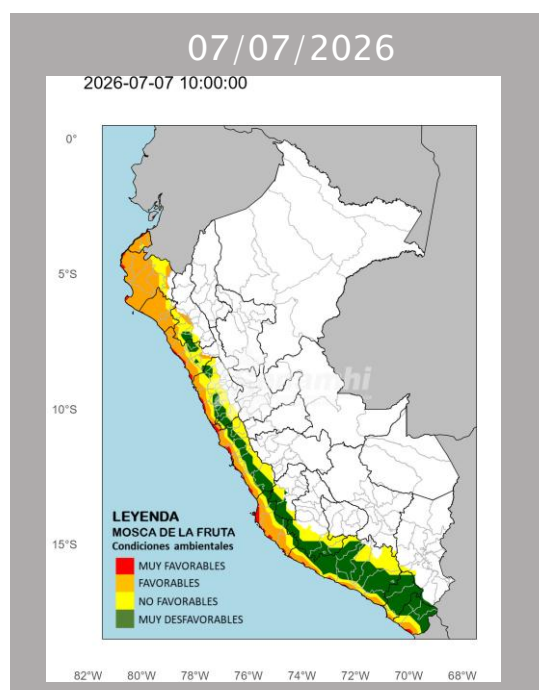 07/07/2026
2026-07-07 10:00:00
0°
5°S
10°S
15°S
LEYENDA
MOSCA DE LA FRUTA
Condiciones ambientales
MUY FAVORABLES
FAVORABLES
NO FAVORABLES
MUY DESFAVORABLES
82°W 80°W 78°W 76°W 74°W 72°W 70°W 68°W